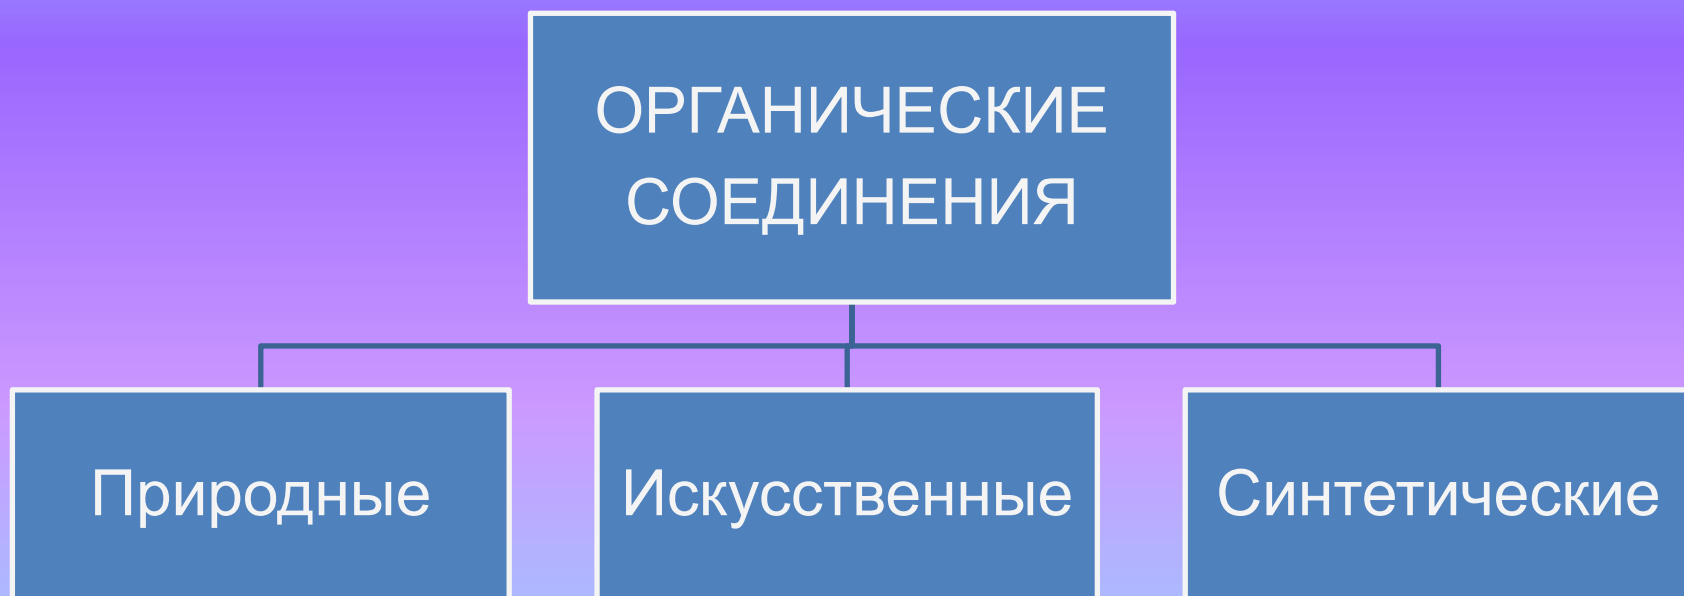 ОРГАНИЧЕСКИЕ
СОЕДИНЕНИЯ
Природные
Искусственные
Синтетические